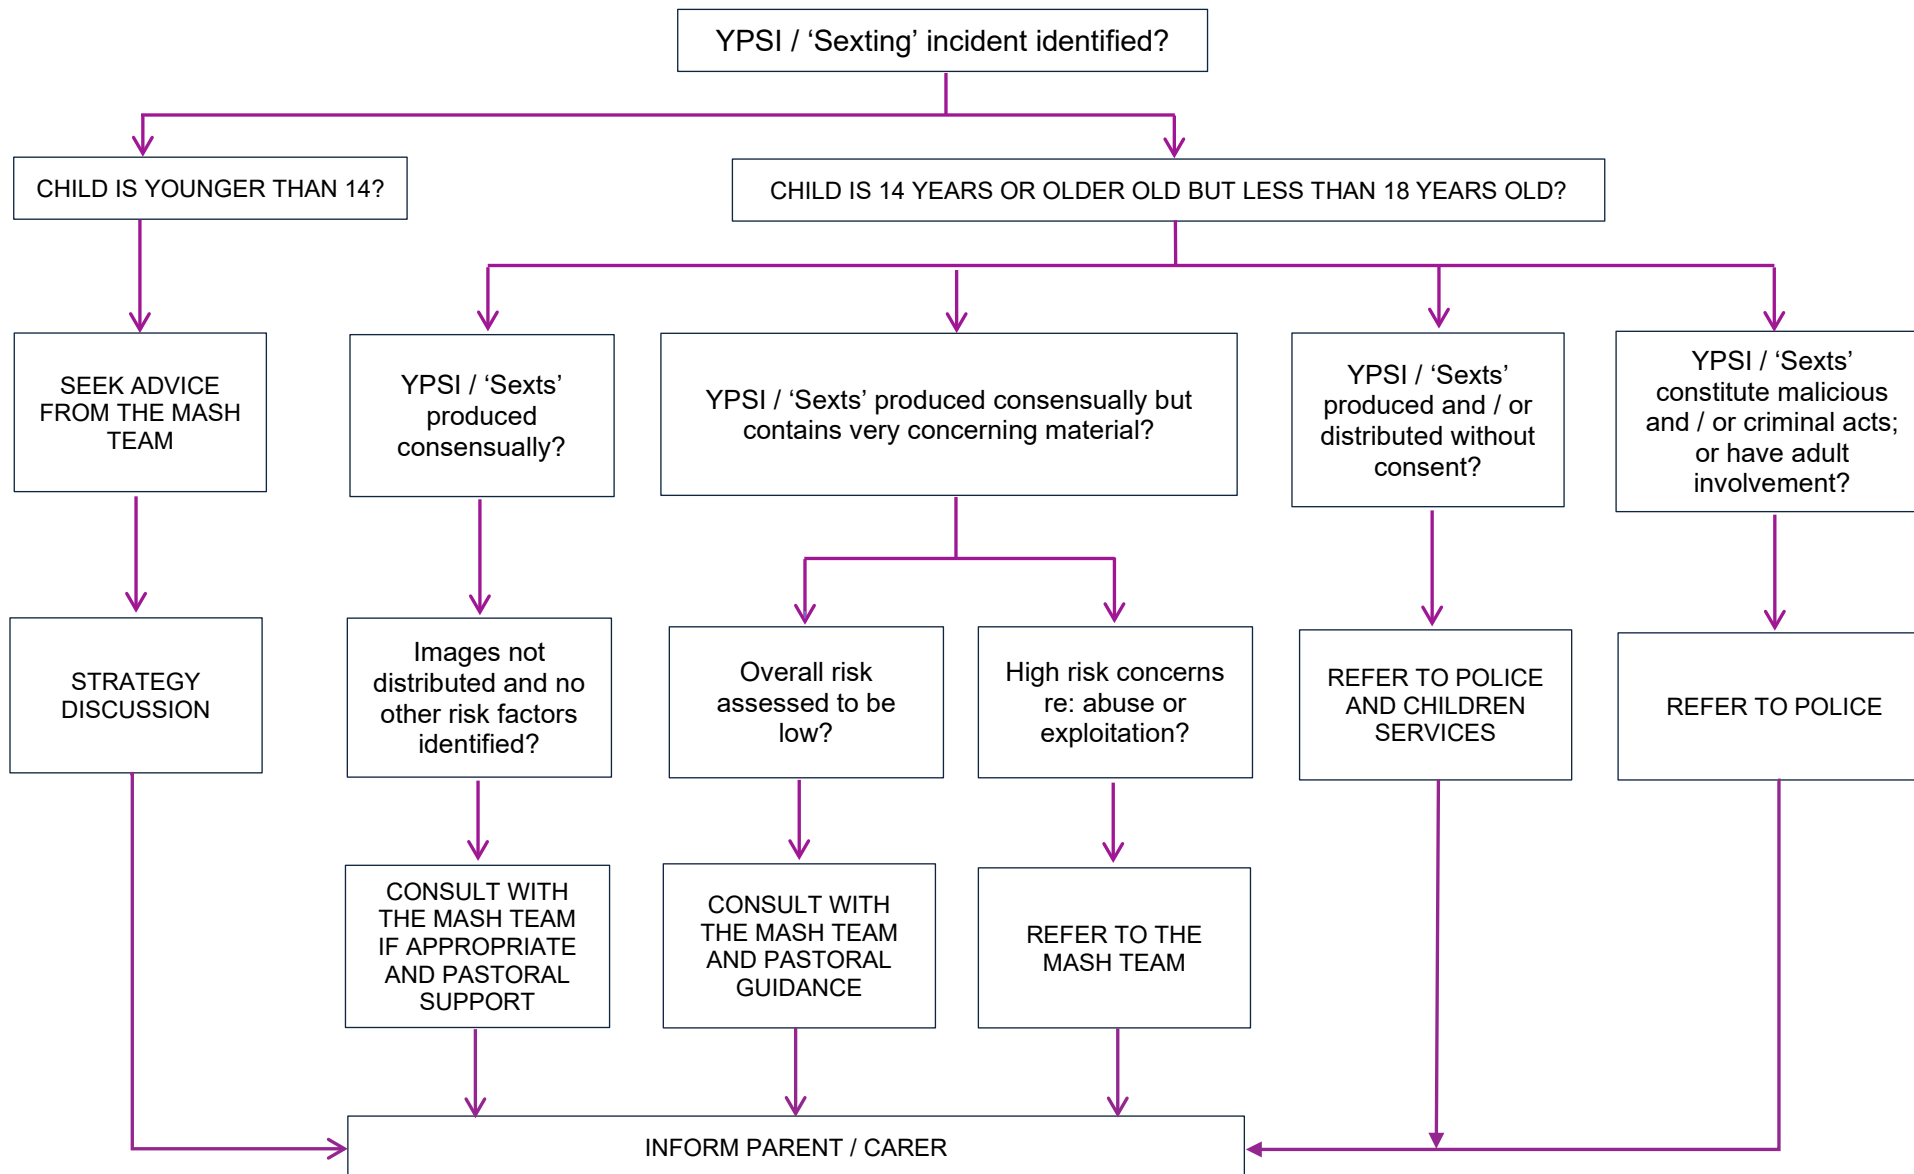 YPSI / ‘Sexting’ incident identified?
CHILD IS YOUNGER THAN 14?
CHILD IS 14 YEARS OR OLDER OLD BUT LESS THAN 18 YEARS OLD?
SEEK ADVICE
FROM THE MASH
TEAM
YPSI / ‘Sexts’
produced
consensually?
YPSI / ‘Sexts’ produced consensually but
contains very concerning material?
YPSI / ‘Sexts’
produced and / or
distributed without
consent?
YPSI / ‘Sexts’
constitute malicious
and / or criminal acts;
or have adult
involvement?
STRATEGY
DISCUSSION
Images not
distributed and no
other risk factors
identified?
Overall risk
assessed to be
low?
High risk concerns
re: abuse or
exploitation?
REFER TO POLICE
AND CHILDREN
SERVICES
REFER TO POLICE
CONSULT WITH
THE MASH TEAM
IF APPROPRIATE
AND PASTORAL
SUPPORT
CONSULT WITH
THE MASH TEAM
AND PASTORAL
GUIDANCE
REFER TO THE
MASH TEAM
INFORM PARENT / CARER